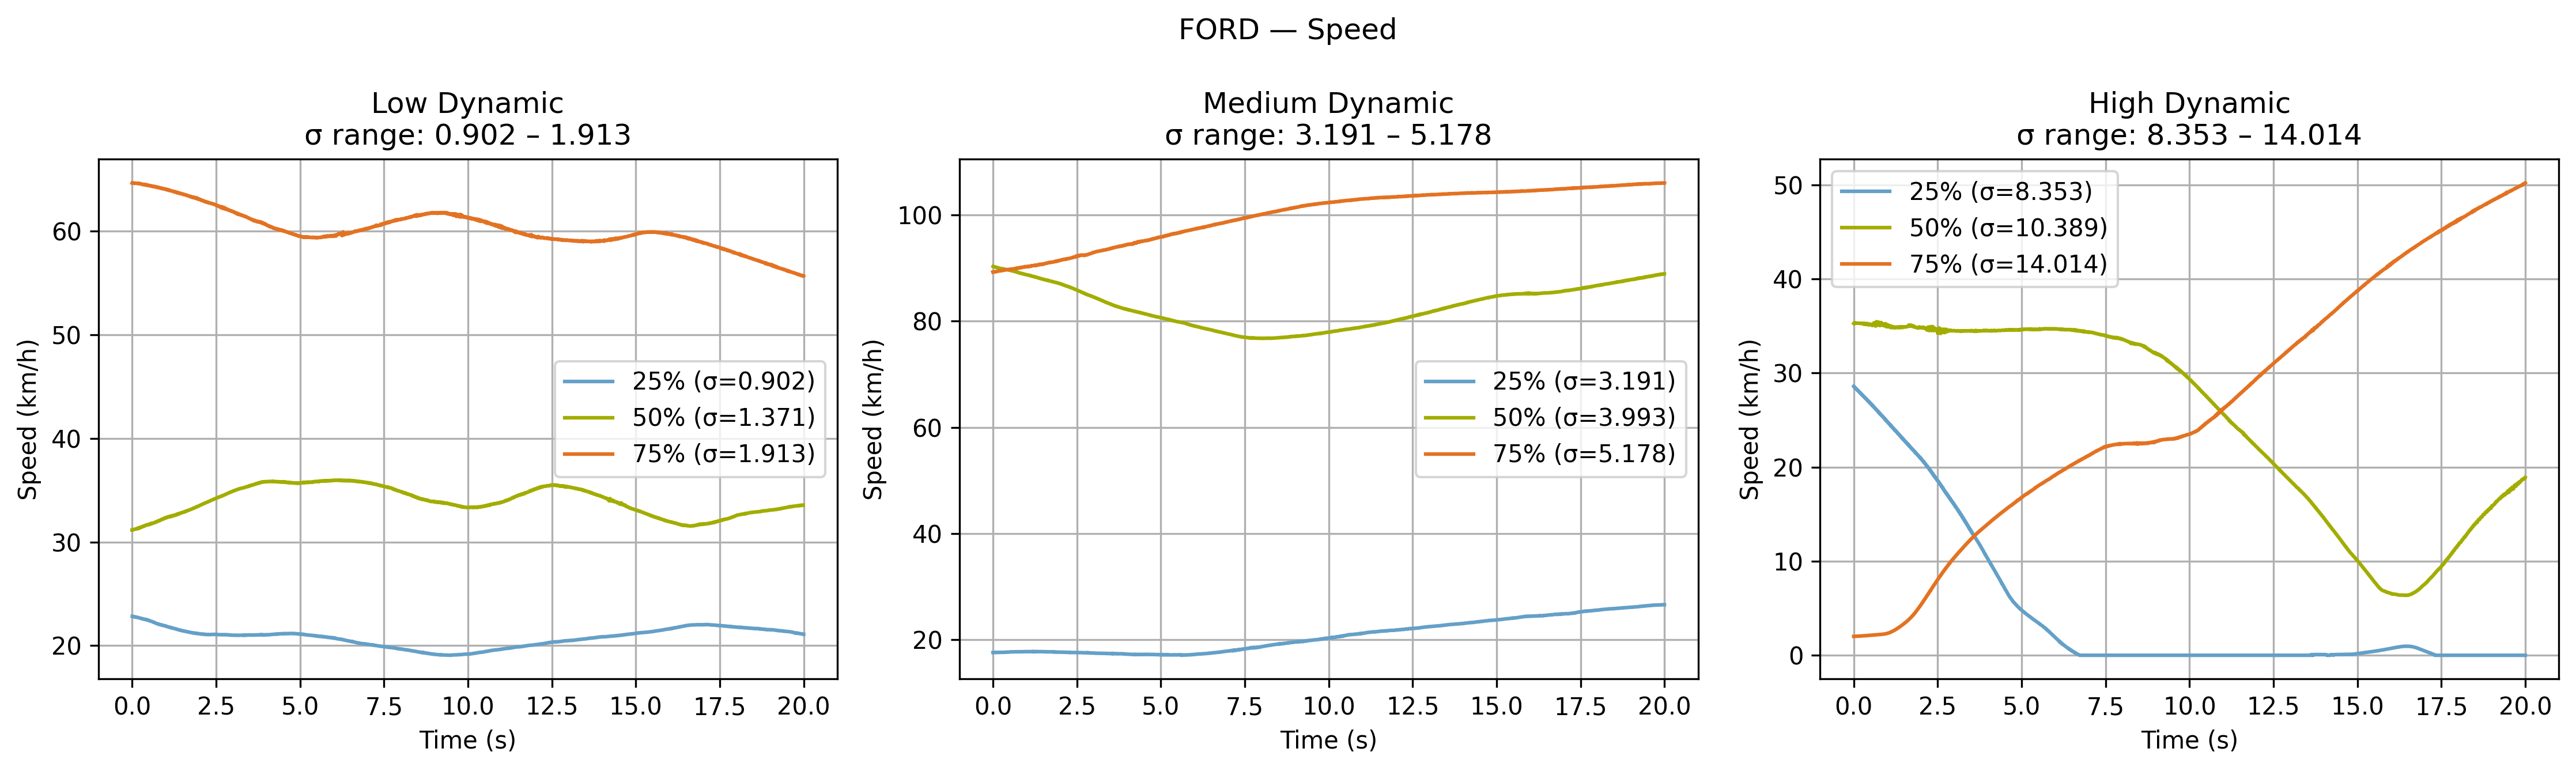 FORD — Speed
Low Dynamic
σ range: 0.902 – 1.913
Speed (km/h)
60
50
40
30
20
25% (σ=0.902)
50% (σ=1.371)
75% (σ=1.913)
0.0 2.5 5.0 7.5 10.0 12.5 15.0 17.5 20.0
Time (s)
Medium Dynamic
σ range: 3.191 – 5.178
Speed (km/h)
100
80
60
40
20
25% (σ=3.191)
50% (σ=3.993)
75% (σ=5.178)
0.0 2.5 5.0 7.5 10.0 12.5 15.0 17.5 20.0
Time (s)
High Dynamic
σ range: 8.353 – 14.014
Speed (km/h)
50
40
30
20
10
0
25% (σ=8.353)
50% (σ=10.389)
75% (σ=14.014)
0.0 2.5 5.0 7.5 10.0 12.5 15.0 17.5 20.0
Time (s)